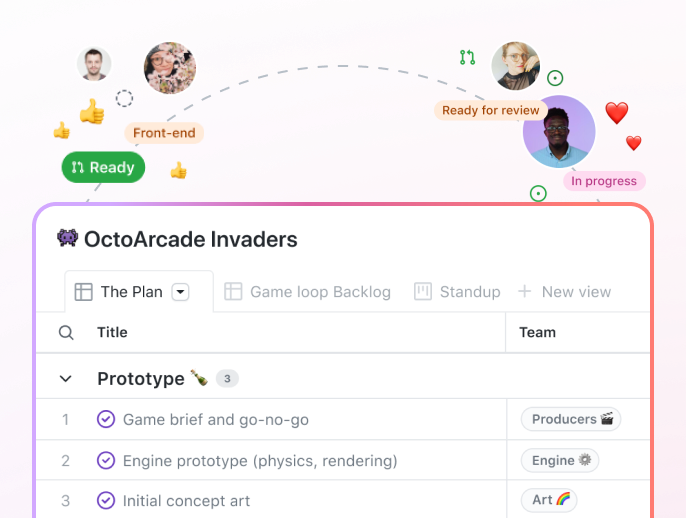 Ready for review
Front-end
Ready
In progress
OctoArcade Invaders
The Plan Game loop Backlog Standup New view
Title Team
Prototype 3
1 Game brief and go-no-go Producers
2 Engine prototype (physics, rendering) Engine
3 Initial concept art Art